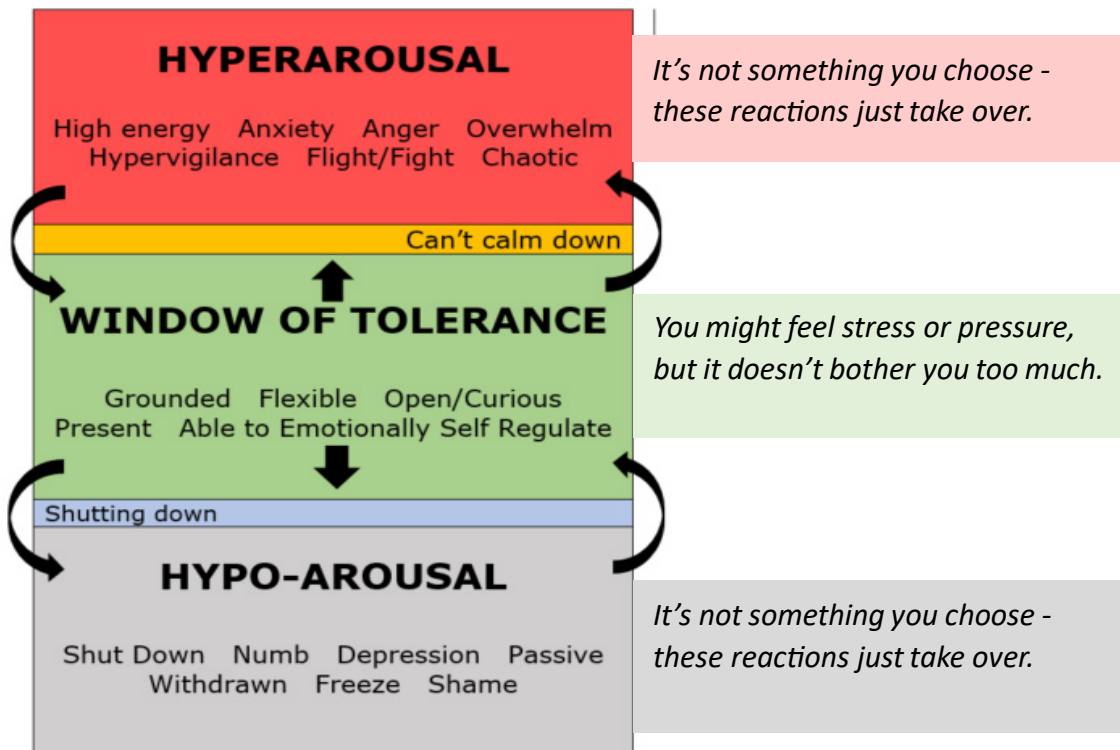 HYPERAROUSAL
High energy Anxiety Anger Overwhelm
Hypervigilance Flight/Fight Chaotic
It's not something you choose -
these reactions just take over.
Can't calm down
WINDOW OF TOLERANCE
Grounded Flexible Open/Curious
Present Able to Emotionally Self Regulate
You might feel stress or pressure,
but it doesn't bother you too much.
Shutting down
HYPO-AROUSAL
Shut Down Numb Depression Passive
Withdrawn Freeze Shame
It's not something you choose -
these reactions just take over.